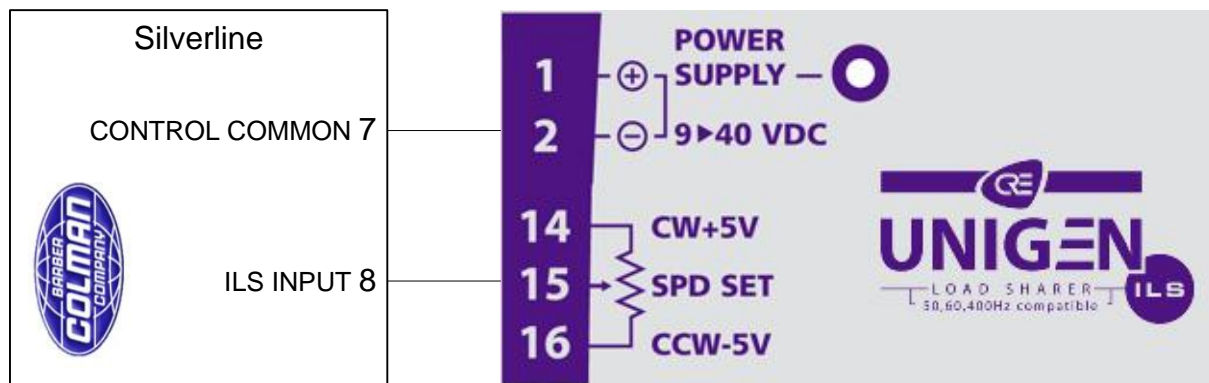 Silverline
CONTROL COMMON 7
ILS INPUT 8
BARBER
COLMAN
COMPANY
1 + POWER
SUPPLY
2 - 9▶40 VDC
14 CW+5V
15 SPD SET
16 CCW-5V
CRE
UNIGEN
LOAD SHARER
50,60,400Hz compatible
ILS